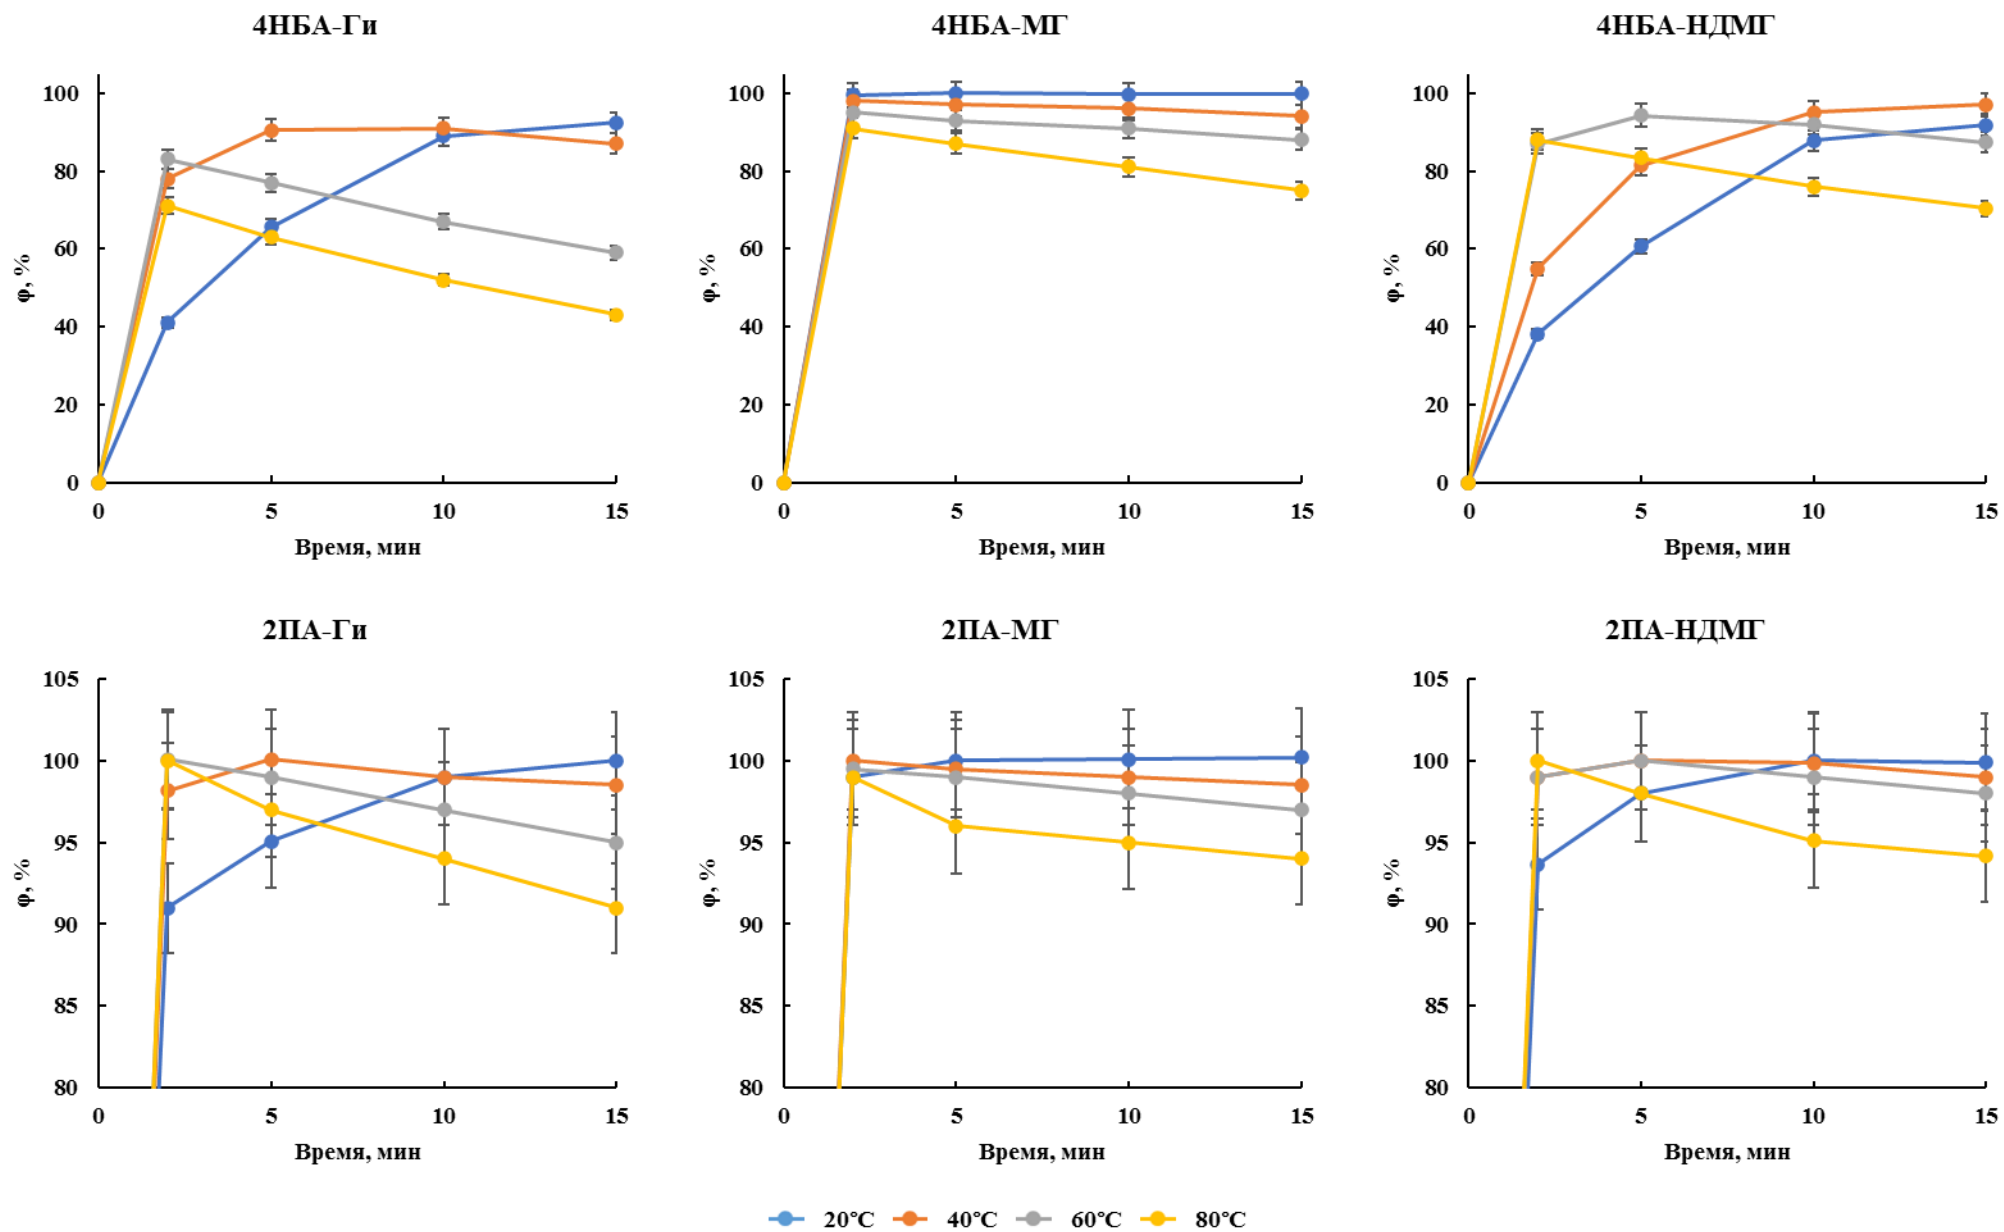 4НБА-Ги
100
80
60
40
20
0
φ, %
0 5 10 15
Время, мин
4НБА-МГ
100
80
60
40
20
0
φ, %
0 5 10 15
Время, мин
4НБА-НДМГ
100
80
60
40
20
0
φ, %
0 5 10 15
Время, мин
2ПА-Ги
105
100
95
90
85
80
φ, %
0 5 10 15
Время, мин
2ПА-МГ
105
100
95
90
85
80
φ, %
0 5 10 15
Время, мин
2ПА-НДМГ
105
100
95
90
85
80
φ, %
0 5 10 15
Время, мин
20°C 40°C 60°C 80°C